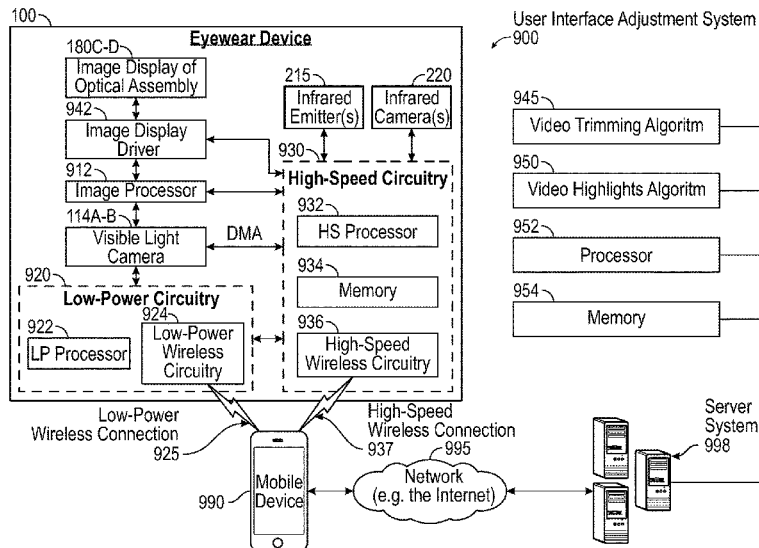 100
Eyewear Device
180C-D
Image Display of
Optical Assembly
942
Image Display
Driver
912
Image Processor
114A-B
Visible Light
Camera
DMA
215
Infrared
Emitter(s)
220
Infrared
Camera(s)
930
High-Speed Circuitry
932
HS Processor
934
Memory
936
High-Speed
Wireless Circuitry
920
Low-Power Circuitry
922
LP Processor
924
Low-Power
Wireless
Circuitry
User Interface Adjustment System
900
945
Video Trimming Algoritm
950
Video Highlights Algoritm
952
Processor
954
Memory
Low-Power
Wireless Connection
925
High-Speed
Wireless Connection
937
990
Mobile
Device
995
Network
(e.g. the Internet)
Server
System
998